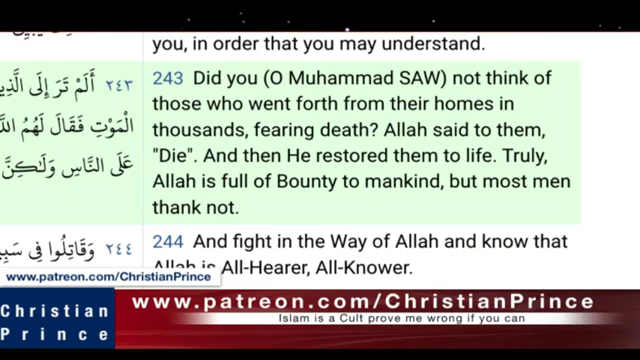 you, in order that you may understand.
٢٤٣ أَلَمْ تَرَ إِلَى الَّذِي
الْمَوْتِ فَقَالَ لَهُمُ
عَلَى النَّاسِ وَلَٰكِنَّ
243 Did you (O Muhammad SAW) not think of
those who went forth from their homes in
thousands, fearing death? Allah said to them,
"Die". And then He restored them to life. Truly,
Allah is full of Bounty to mankind, but most men
thank not.
٢٤٤ وَقَاتِلُوا فِي
244 And fight in the Way of Allah and know that
Allah is All-Hearer, All-Knower.
www.patreon.com/ChristianPrince
Christian
Prince
www.patreon.com/ChristianPrince
Islam is a Cult prove me wrong if you can